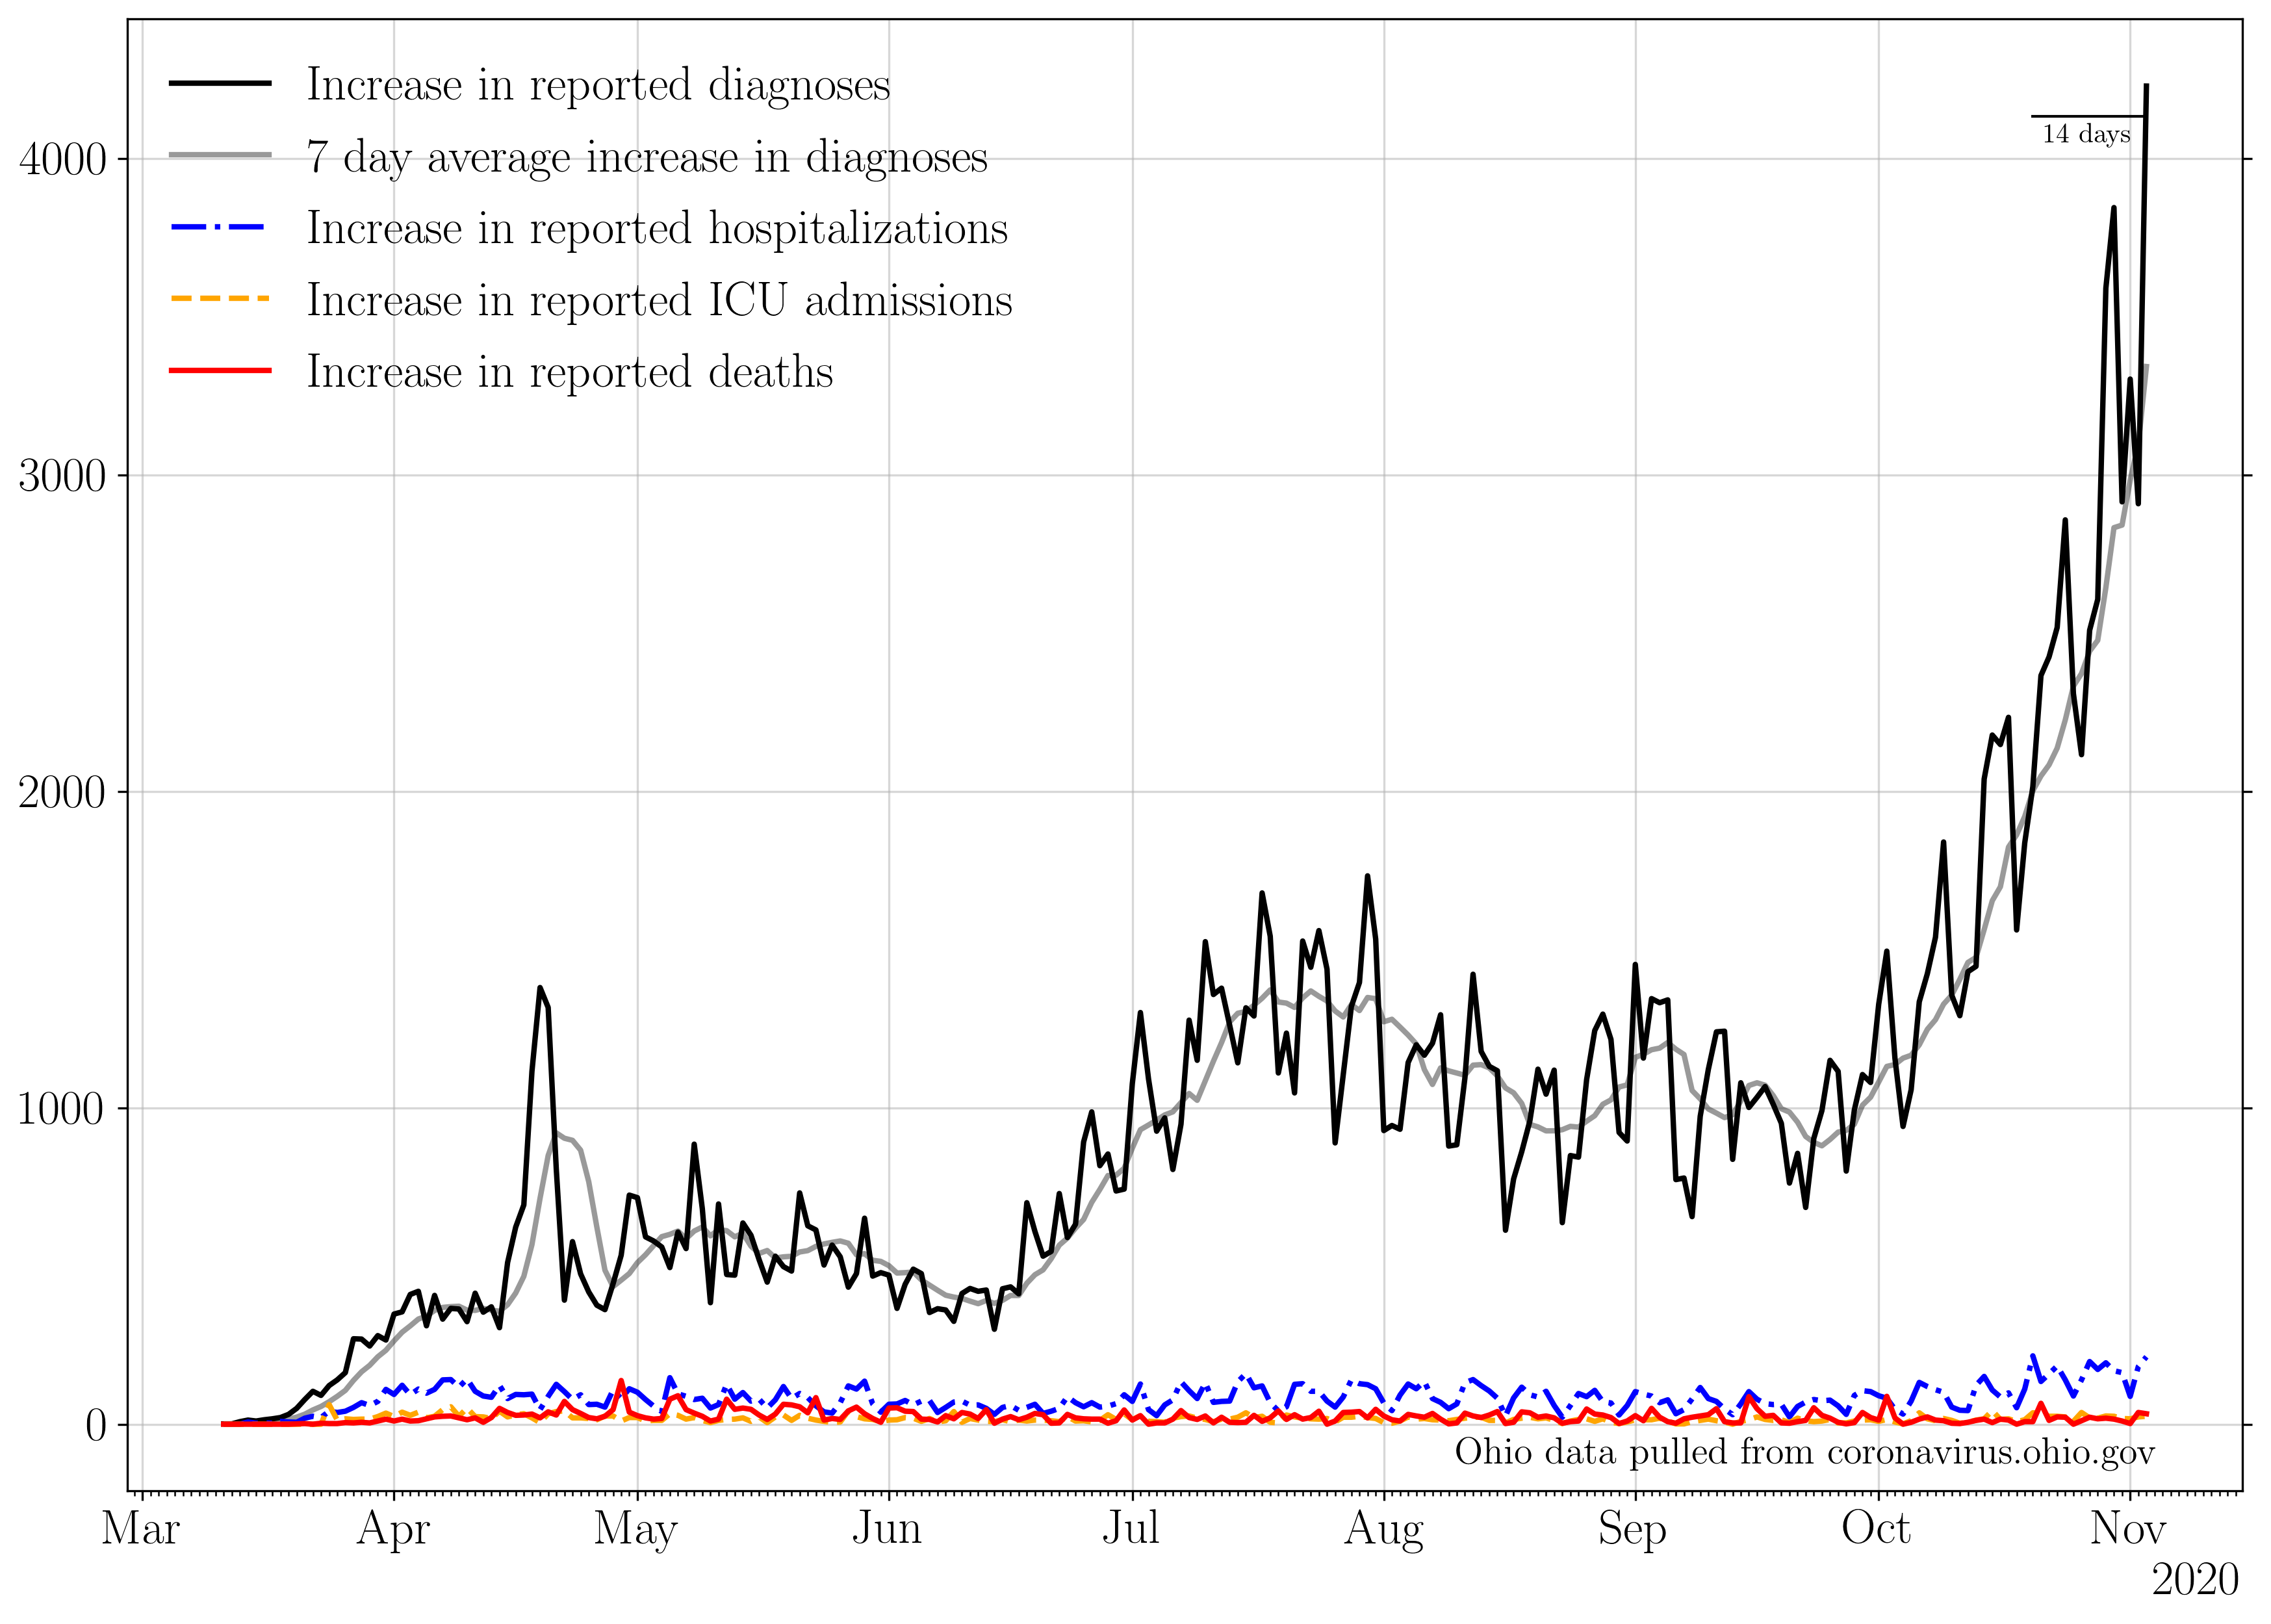 Increase in reported diagnoses
7 day average increase in diagnoses
Increase in reported hospitalizations
Increase in reported ICU admissions
Increase in reported deaths
14 days
4000
3000
2000
1000
0
Ohio data pulled from coronavirus.ohio.gov
Mar Apr May Jun Jul Aug Sep Oct Nov
2020